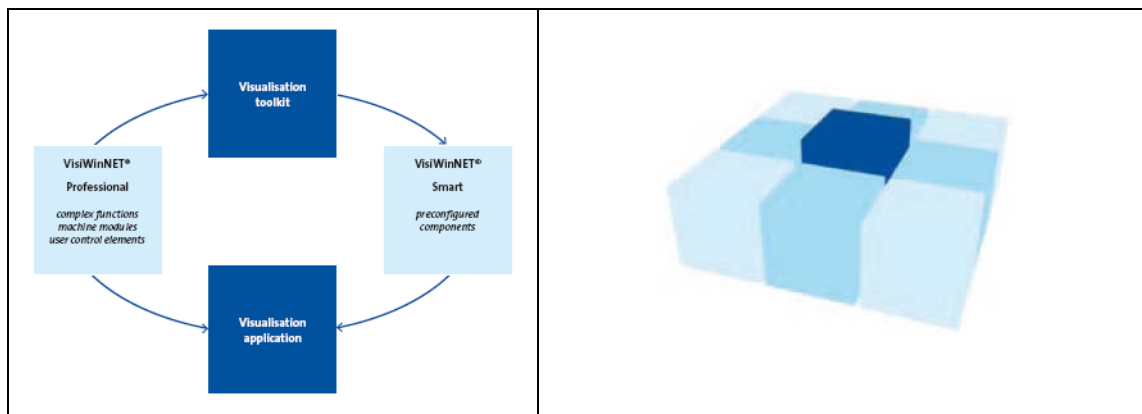 Visualisation
toolkit
VisiWinNET®
Professional
complex functions
machine modules
user control elements
VisiWinNET®
Smart
preconfigured
components
Visualisation
application